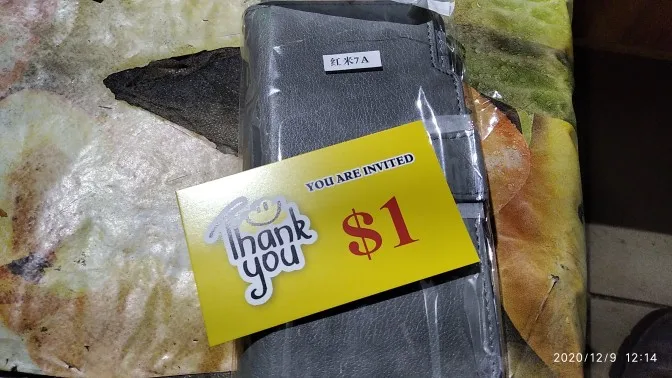 红米7A
YOU ARE INVITED
Thank
you
$1
2020/12/9 12:14